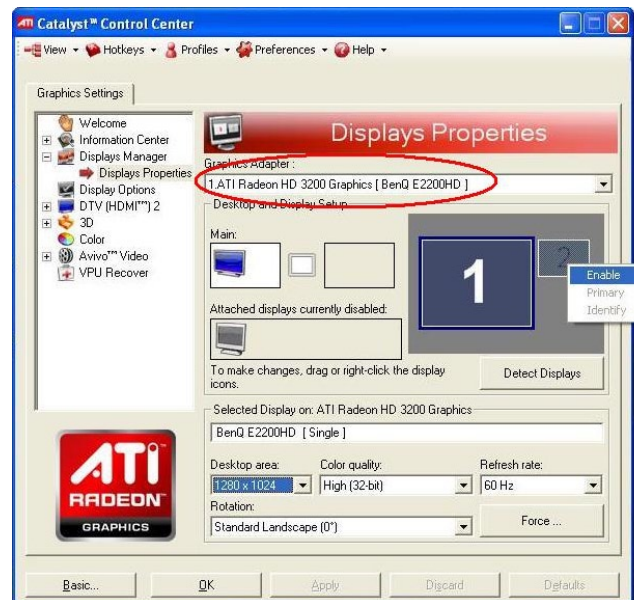 ATI Catalyst™ Control Center
View Hotkeys Profiles Preferences Help
Graphics Settings
Welcome
Information Center
Displays Manager
Displays Properties
Display Options
DTV (HDMI™) 2
3D
Color
Avivo™ Video
VPU Recover
Displays Properties
Graphics Adapter :
1.ATI Radeon HD 3200 Graphics [ BenQ E2200HD ]
Desktop and Display Setup
Main:
1
2
Enable
Primary
Identify
Attached displays currently disabled:
To make changes, drag or right-click the display
icons.
Detect Displays
Selected Display on: ATI Radeon HD 3200 Graphics
BenQ E2200HD [ Single ]
Desktop area: Color quality: Refresh rate:
1280 x 1024 High (32-bit) 60 Hz
Rotation:
Standard Landscape (0°)
Force ...
ATI
RADEON
GRAPHICS
Basic... OK Apply Discard Defaults